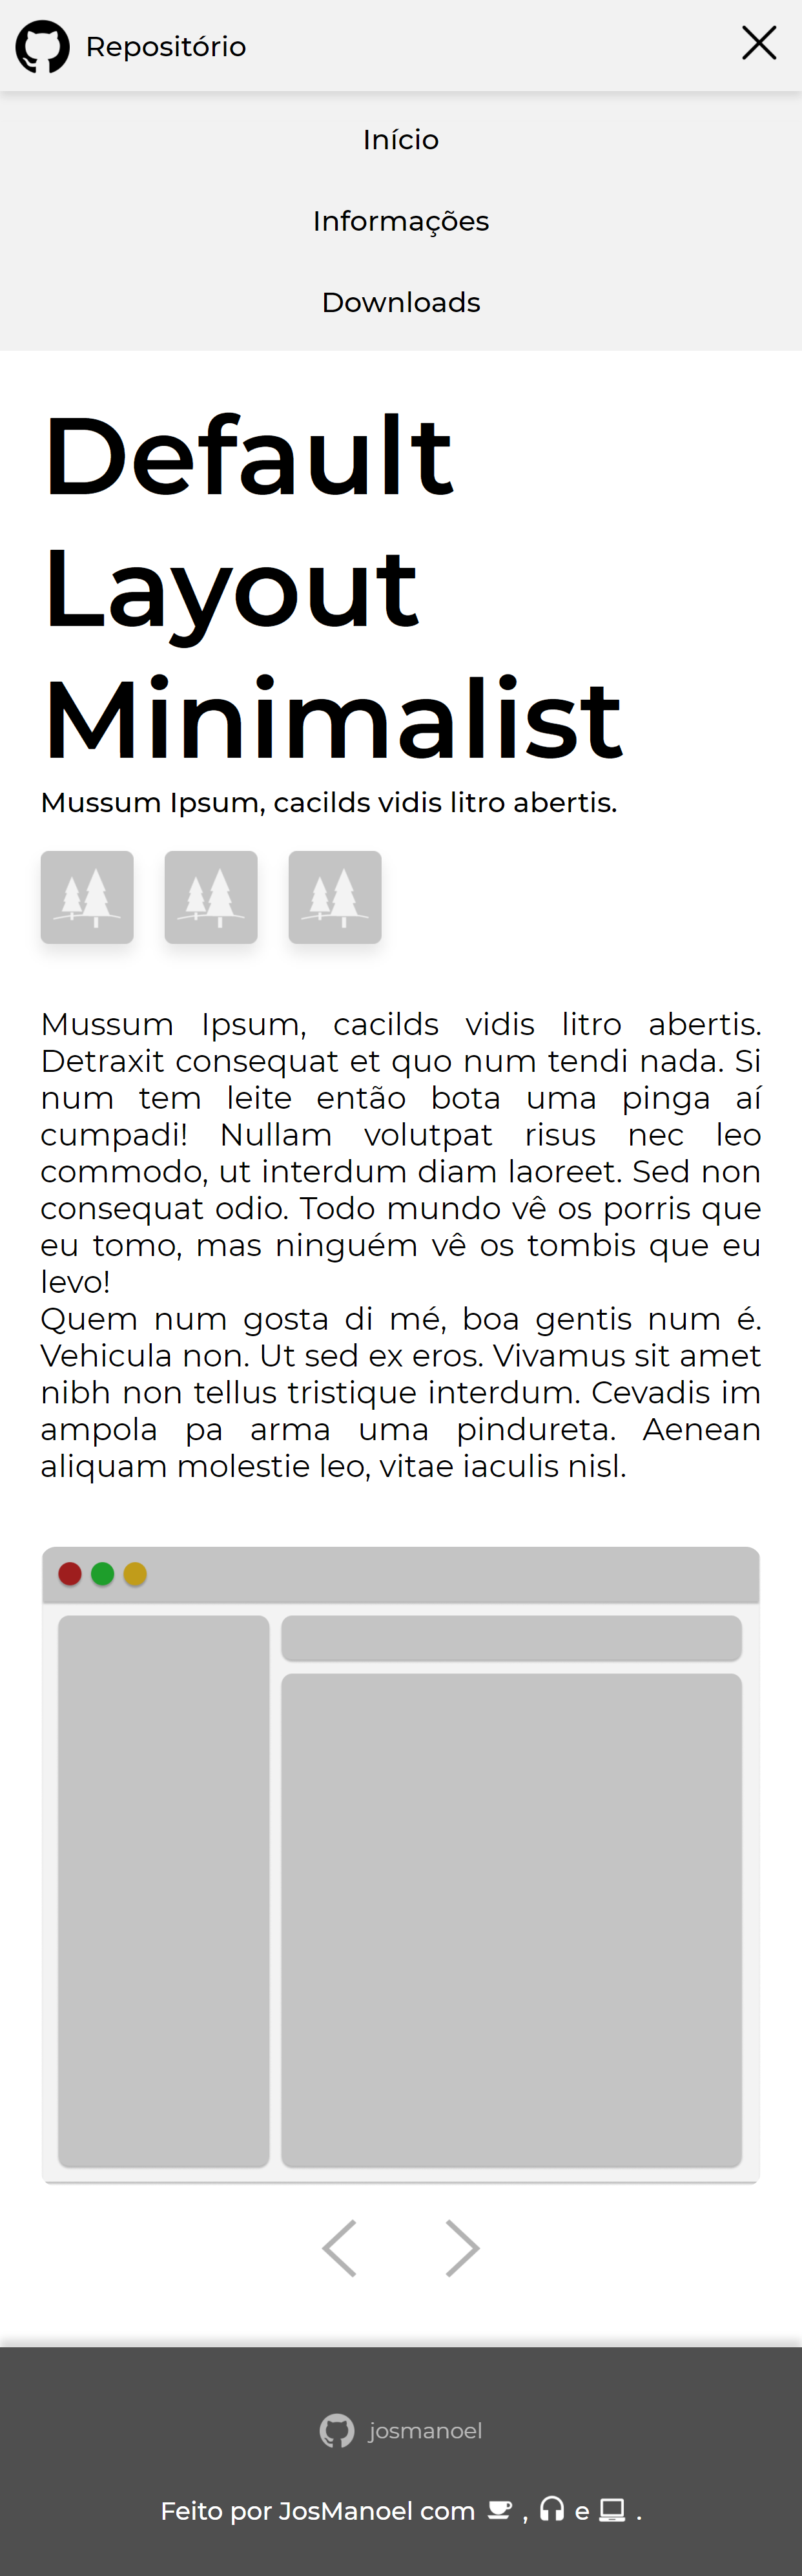 Repositório
Início
Informações
Downloads
Default
Layout
Minimalist
Mussum Ipsum, cacilds vidis litro abertis.
Mussum Ipsum, cacilds vidis litro abertis.
Detraxit consequat et quo num tendi nada. Si
num tem leite então bota uma pinga aí
cumpadi! Nullam volutpat risus nec leo
commodo, ut interdum diam laoreet. Sed non
consequat odio. Todo mundo vê os porris que
eu tomo, mas ninguém vê os tombis que eu
levo!
Quem num gosta di mé, boa gentis num é.
Vehicula non. Ut sed ex eros. Vivamus sit amet
nibh non tellus tristique interdum. Cevadis im
ampola pa arma uma pindureta. Aenean
aliquam molestie leo, vitae iaculis nisl.
josmanoel
Feito por JosManoel com , e .